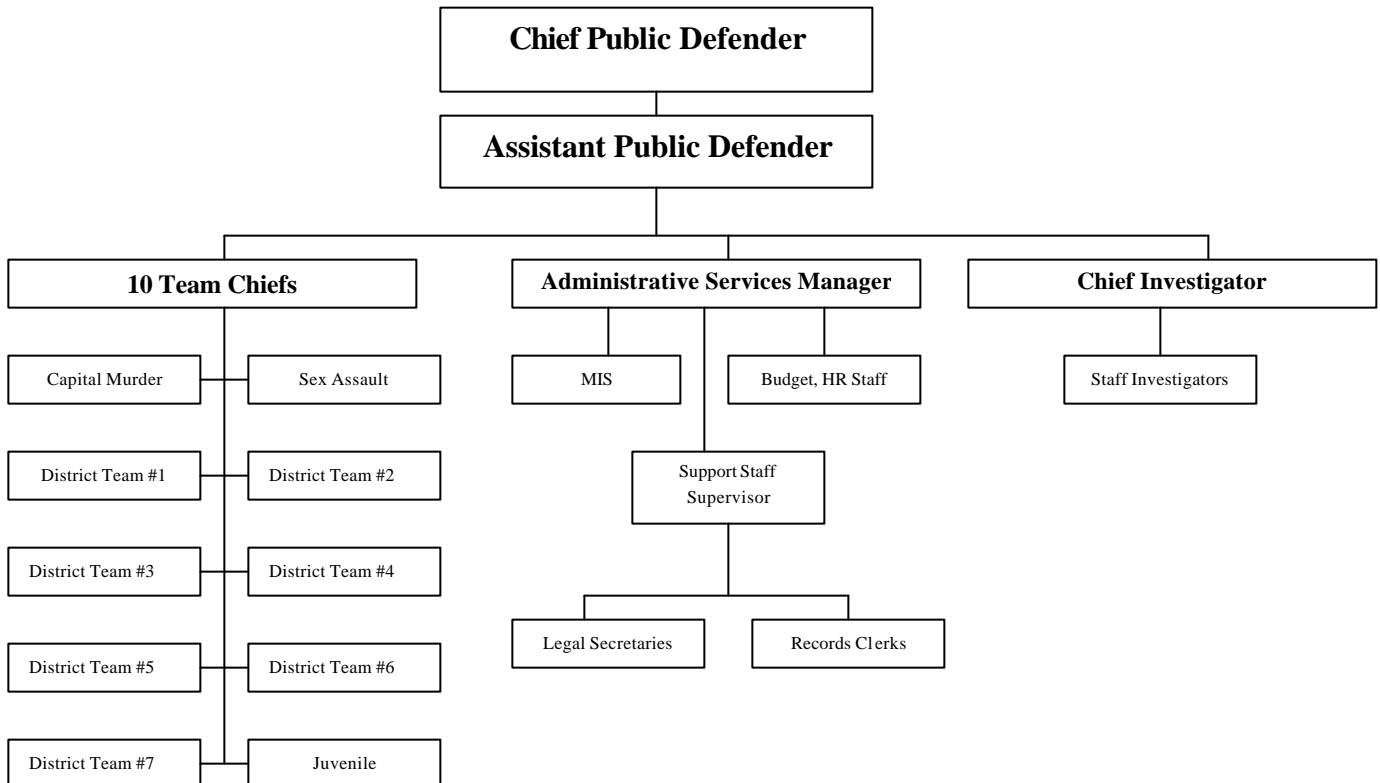 Chief Public Defender
Assistant Public Defender
10 Team Chiefs
Administrative Services Manager
Chief Investigator
Capital Murder
Sex Assault
MIS
Budget, HR Staff
Staff Investigators
District Team #1
District Team #2
Support Staff
Supervisor
District Team #3
District Team #4
Legal Secretaries
Records Clerks
District Team #5
District Team #6
District Team #7
Juvenile